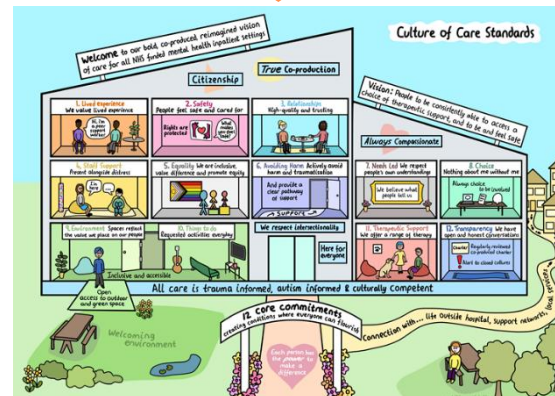 Welcome to our bold, co-produced reimagined vision
of care for all NHS funded mental health inpatient settings
Culture of Care Standards
Citizenship
True Co-production
Vision: People to be consistently able to access a
choice of therapeutic support, and to be and feel safe
1. Lived experience
We value lived experience
Hi, I'm a peer support worker
2. Safety
People feel safe and cared for
Rights are protected
What makes you feel safe?
3. Relationships
High-quality and trusting
Always Compassionate
4. Staff Support
Present alongside distress
I'm here
5. Equality We are inclusive,
value difference and promote equity
6. Avoiding Harm Actively avoid
harm and traumatisation
And provide a
clear pathway
of support
SUPPORT
7. Needs Led We respect
people's own understandings
We believe what
people tell us
8. Choice
Nothing about me without me
Always choice
to be involved
9. Environment Spaces reflect
the value we place on our people
10. Things to do
Requested activities everyday
Inclusive and accessible
We respect intersectionality
Here for
everyone
11. Therapeutic Support
We offer a range of therapy
12. Transparency We have
open and honest conversations
Charter
Regularly reviewed
co-produced charter
Alert to closed cultures
All care is trauma informed, autism informed & culturally competent
Open
access to outdoor
and green space
Welcoming
environment
12 core commitments
creating conditions where everyone can flourish
Each person has
the power to
make a
difference
Connection with... life outside hospital, support networks,